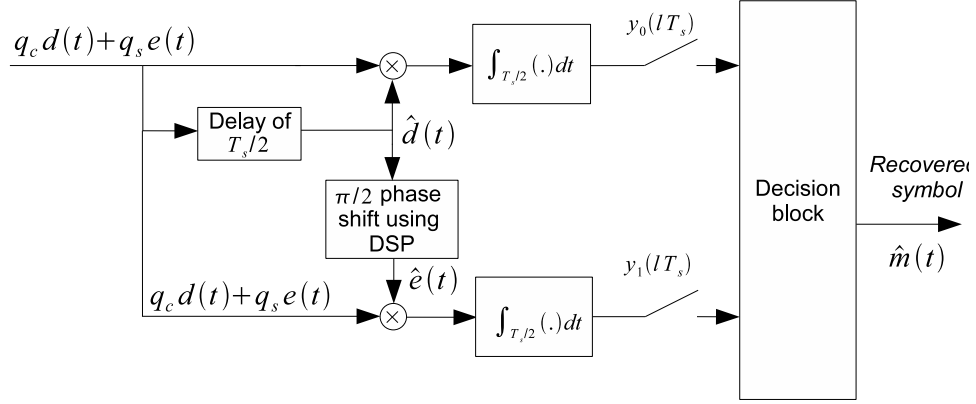 q_c d(t)+q_s e(t)
Delay of
T_s/2
d̂(t)
π/2 phase
shift using
DSP
ê(t)
q_c d(t)+q_s e(t)
∫_{T_s/2}(.)dt
y_0(lT_s)
∫_{T_s/2}(.)dt
y_1(lT_s)
Decision
block
Recovered
symbol
m̂(t)